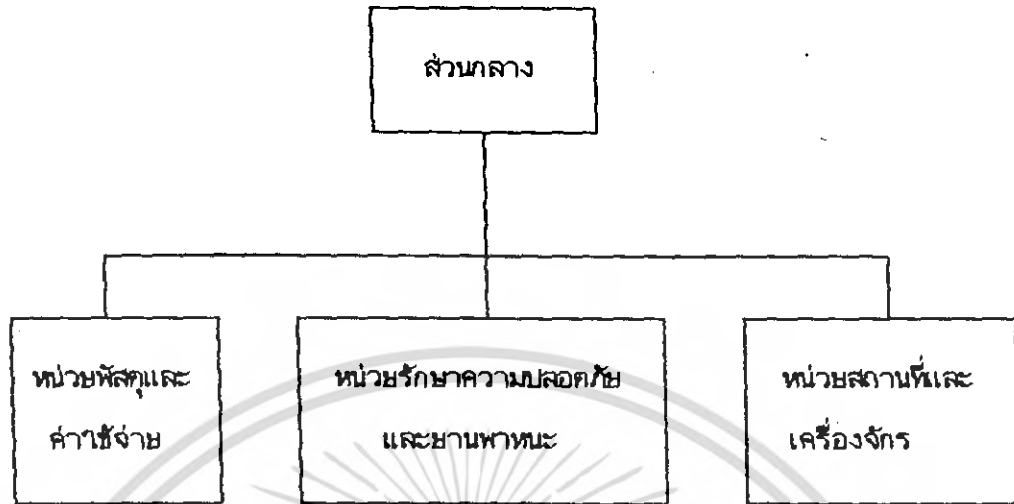 ส่วนกลาง
หน่วยพัสดุและ
ค่าใช้จ่าย
หน่วยรักษาความปลอดภัย
และยานพาหนะ
หน่วยสถานที่และ
เครื่องจักร